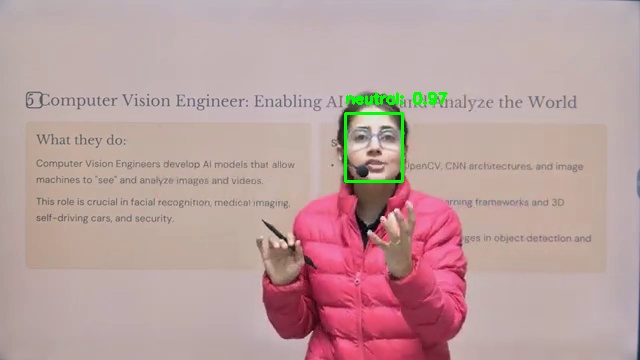 5 Computer Vision Engineer: Enabling AI and Analyze the World
neutral: 0.97
What they do:
Computer Vision Engineers develop AI models that allow
machines to "see" and analyze images and videos.
This role is crucial in facial recognition, medical imaging,
self-driving cars, and security.
OpenCV, CNN architectures, and image
frameworks and 3D
in object detection and